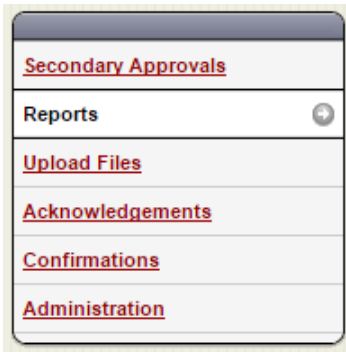 Secondary Approvals
Reports
Upload Files
Acknowledgements
Confirmations
Administration